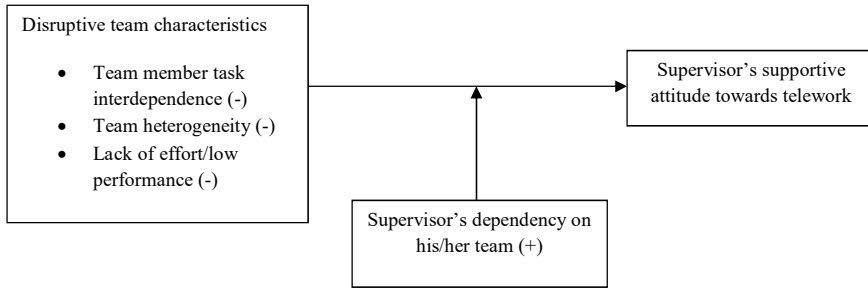 Disruptive team characteristics
• Team member task
interdependence (-)
• Team heterogeneity (-)
• Lack of effort/low
performance (-)
Supervisor's supportive
attitude towards telework
Supervisor's dependency on
his/her team (+)